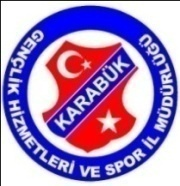 GENÇLİK HİZMETLERİ VE SPOR İL MÜDÜRLÜĞÜ
KARABÜK